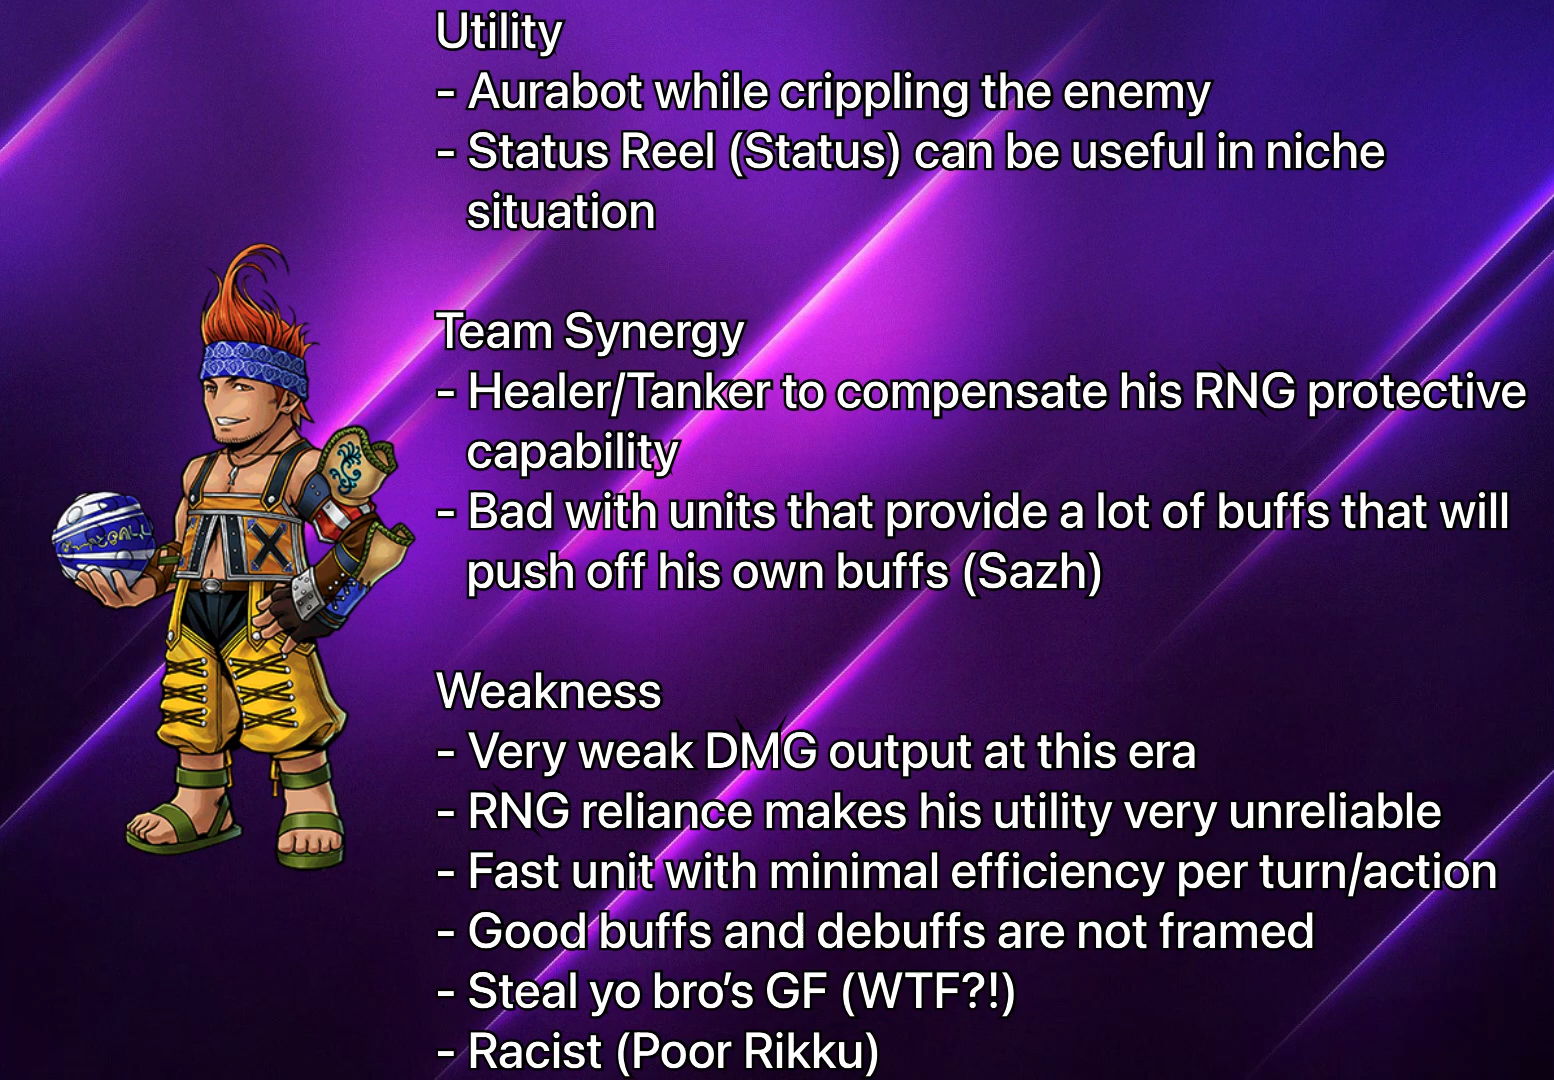 Utility
- Aurabot while crippling the enemy
- Status Reel (Status) can be useful in niche
situation
Team Synergy
- Healer/Tanker to compensate his RNG protective
capability
- Bad with units that provide a lot of buffs that will
push off his own buffs (Sazh)
Weakness
- Very weak DMG output at this era
- RNG reliance makes his utility very unreliable
- Fast unit with minimal efficiency per turn/action
- Good buffs and debuffs are not framed
- Steal yo bro’s GF (WTF?!)
- Racist (Poor Rikku)